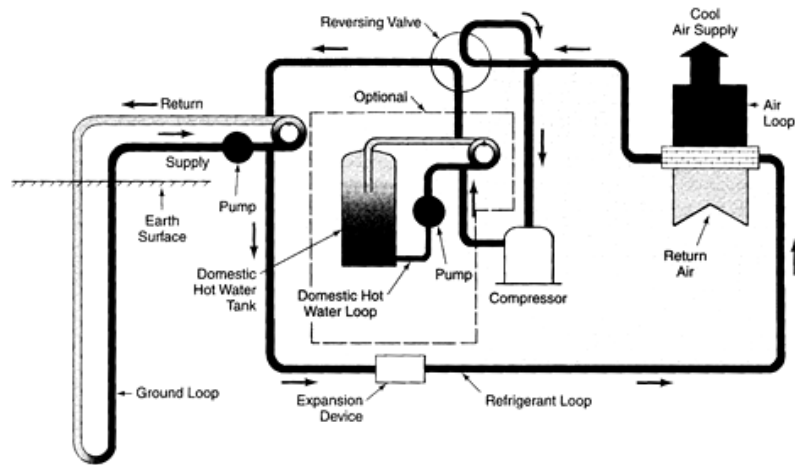 Reversing Valve
Cool
Air Supply
Return
Optional
Air
Loop
Supply
Pump
Earth
Surface
Return
Air
Domestic
Hot Water
Tank
Pump
Domestic Hot
Water Loop
Compressor
Ground Loop
Expansion
Device
Refrigerant Loop